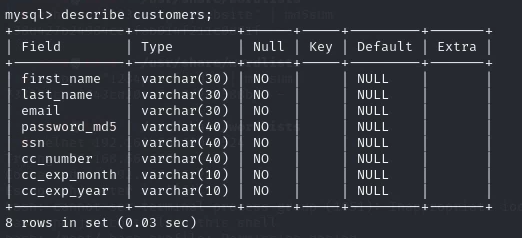 mysql> describe customers;
+--------------+-------------+------+-----+---------+-------+
| Field | Type | Null | Key | Default | Extra |
+--------------+-------------+------+-----+---------+-------+
| first_name | varchar(30) | NO | | NULL | |
| last_name | varchar(30) | NO | | NULL | |
| email | varchar(30) | NO | | NULL | |
| password_md5 | varchar(40) | NO | | NULL | |
| ssn | varchar(40) | NO | | NULL | |
| cc_number | varchar(40) | NO | | NULL | |
| cc_exp_month | varchar(10) | NO | | NULL | |
| cc_exp_year | varchar(10) | NO | | NULL | |
+--------------+-------------+------+-----+---------+-------+
8 rows in set (0.03 sec)